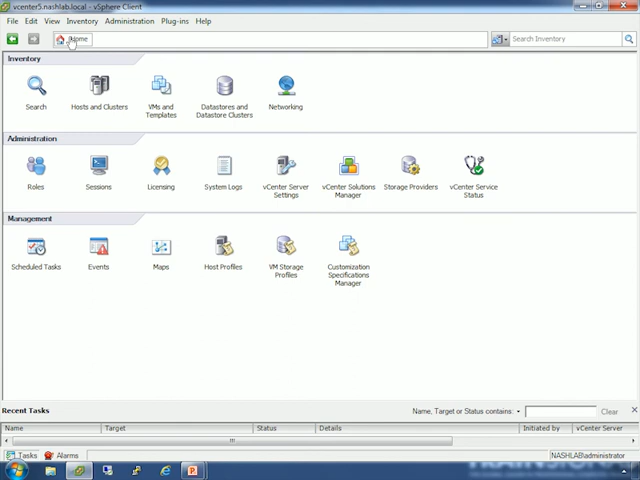 vcenter5.nashlab.local - vSphere Client
File Edit View Inventory Administration Plug-ins Help
Home
Search Inventory
Inventory
Search
Hosts and Clusters
VMs and Templates
Datastores and Datastore Clusters
Networking
Administration
Roles
Sessions
Licensing
System Logs
vCenter Server Settings
vCenter Solutions Manager
Storage Providers
vCenter Service Status
Management
Scheduled Tasks
Events
Maps
Host Profiles
VM Storage Profiles
Customization Specifications Manager
Recent Tasks
Name, Target or Status contains:
Clear
Name Target Status Details Initiated by vCenter Server
Tasks Alarms
NASHLAB\administrator